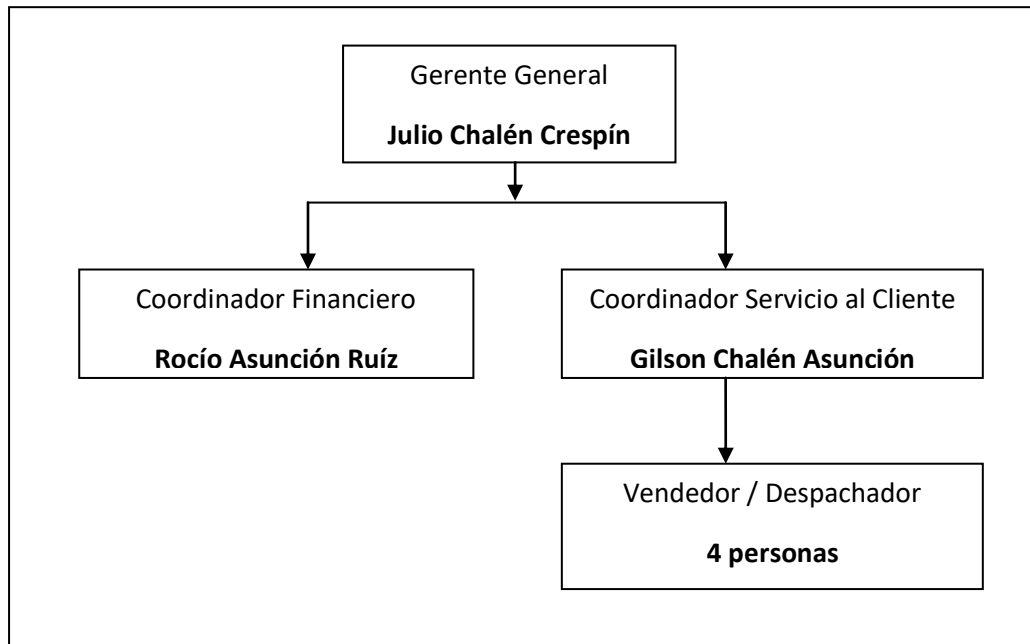 Gerente General
Julio Chalén Crespín
Coordinador Financiero
Rocío Asunción Ruíz
Coordinador Servicio al Cliente
Gilson Chalén Asunción
Vendedor / Despachador
4 personas